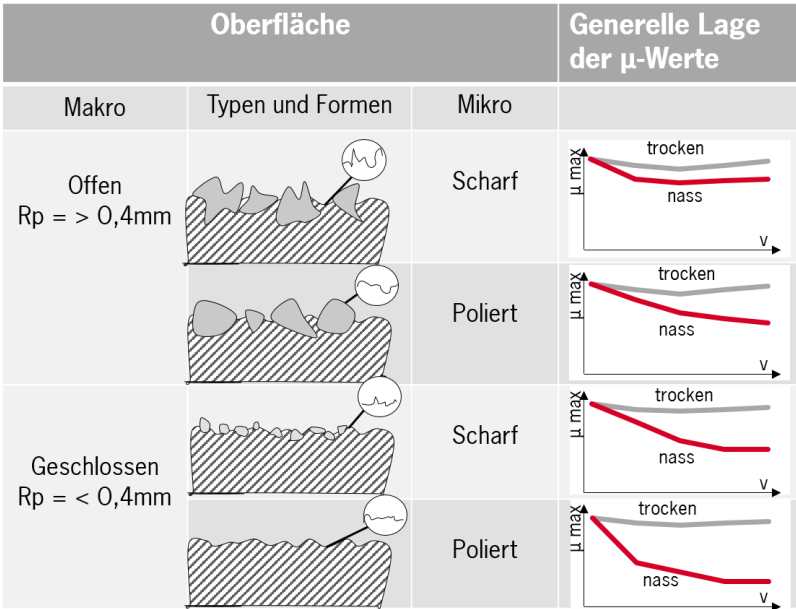 Oberfläche
Generelle Lage
der µ-Werte
Makro
Typen und Formen
Mikro
Offen
Rp = > 0,4mm
Scharf
µ max
trocken
nass
v
Poliert
µ max
trocken
nass
v
Geschlossen
Rp = < 0,4mm
Scharf
µ max
trocken
nass
v
Poliert
µ max
trocken
nass
v